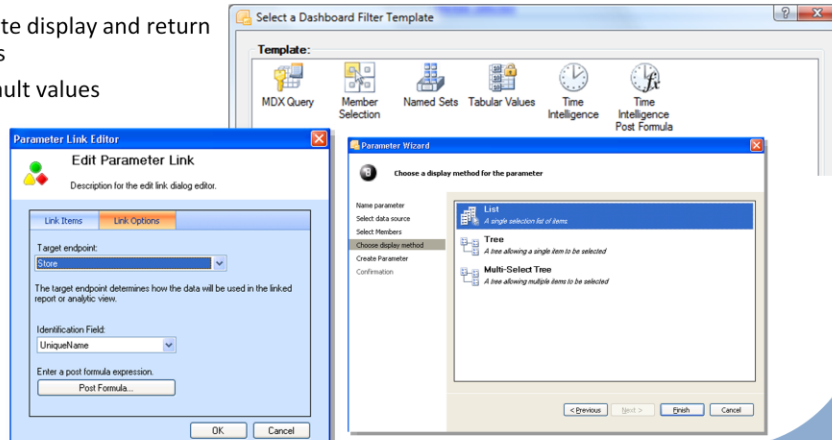 te display and return
s
ault values
Select a Dashboard Filter Template
Template:
MDX Query
Member Selection
Named Sets
Tabular Values
Time Intelligence
Time Intelligence Post Formula
Parameter Link Editor
Edit Parameter Link
Description for the edit link dialog editor.
Link Items
Link Options
Target endpoint:
Store
The target endpoint determines how the data will be used in the linked
report or analytic view.
Identification Field:
UniqueName
Enter a post formula expression.
Post Formula...
OK
Cancel
Parameter Wizard
Choose a display method for the parameter
Name parameter
Select data source
Select Members
Choose display method
Create Parameter
Confirmation
List
A single selection list of items
Tree
A tree allowing a single item to be selected
Multi-Select Tree
A tree allowing multiple items to be selected
< Previous
Next >
Finish
Cancel